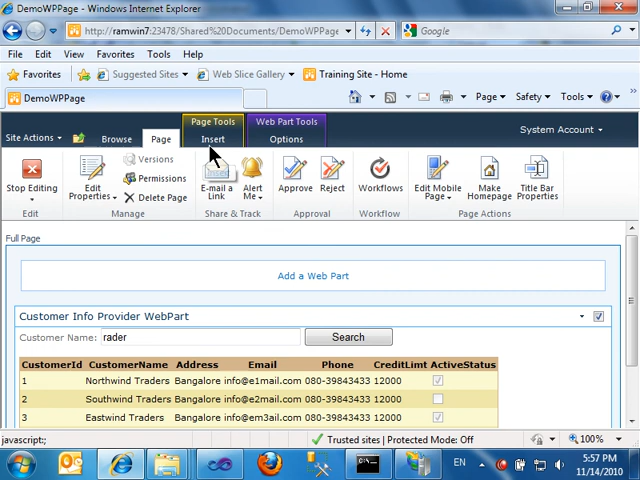 DemoWPPage - Windows Internet Explorer
http://ramwin7:23478/Shared%20Documents/DemoWPPage
Google
File Edit View Favorites Tools Help
Favorites Suggested Sites Web Slice Gallery Training Site - Home
DemoWPPage
Page Safety Tools
Page Tools Web Part Tools
Site Actions Browse Page Insert Options System Account
Stop Editing
Edit Properties
Versions
Permissions
Delete Page
E-mail a Link
Alert Me
Approve
Reject
Workflows
Edit Mobile Page
Make Homepage
Title Bar Properties
Edit Manage Share & Track Approval Workflow Page Actions
Full Page
Add a Web Part
Customer Info Provider WebPart
Customer Name: rader Search
CustomerId CustomerName Address Email Phone CreditLimt ActiveStatus
1 Northwind Traders Bangalore info@e1mail.com 080-39843433 12000
2 Southwind Traders Bangalore info@e2mail.com 080-39843433 12000
3 Eastwind Traders Bangalore info@em3ail.com 080-39843433 12000
javascript:; Trusted sites | Protected Mode: Off 100%
EN 5:57 PM
11/14/2010